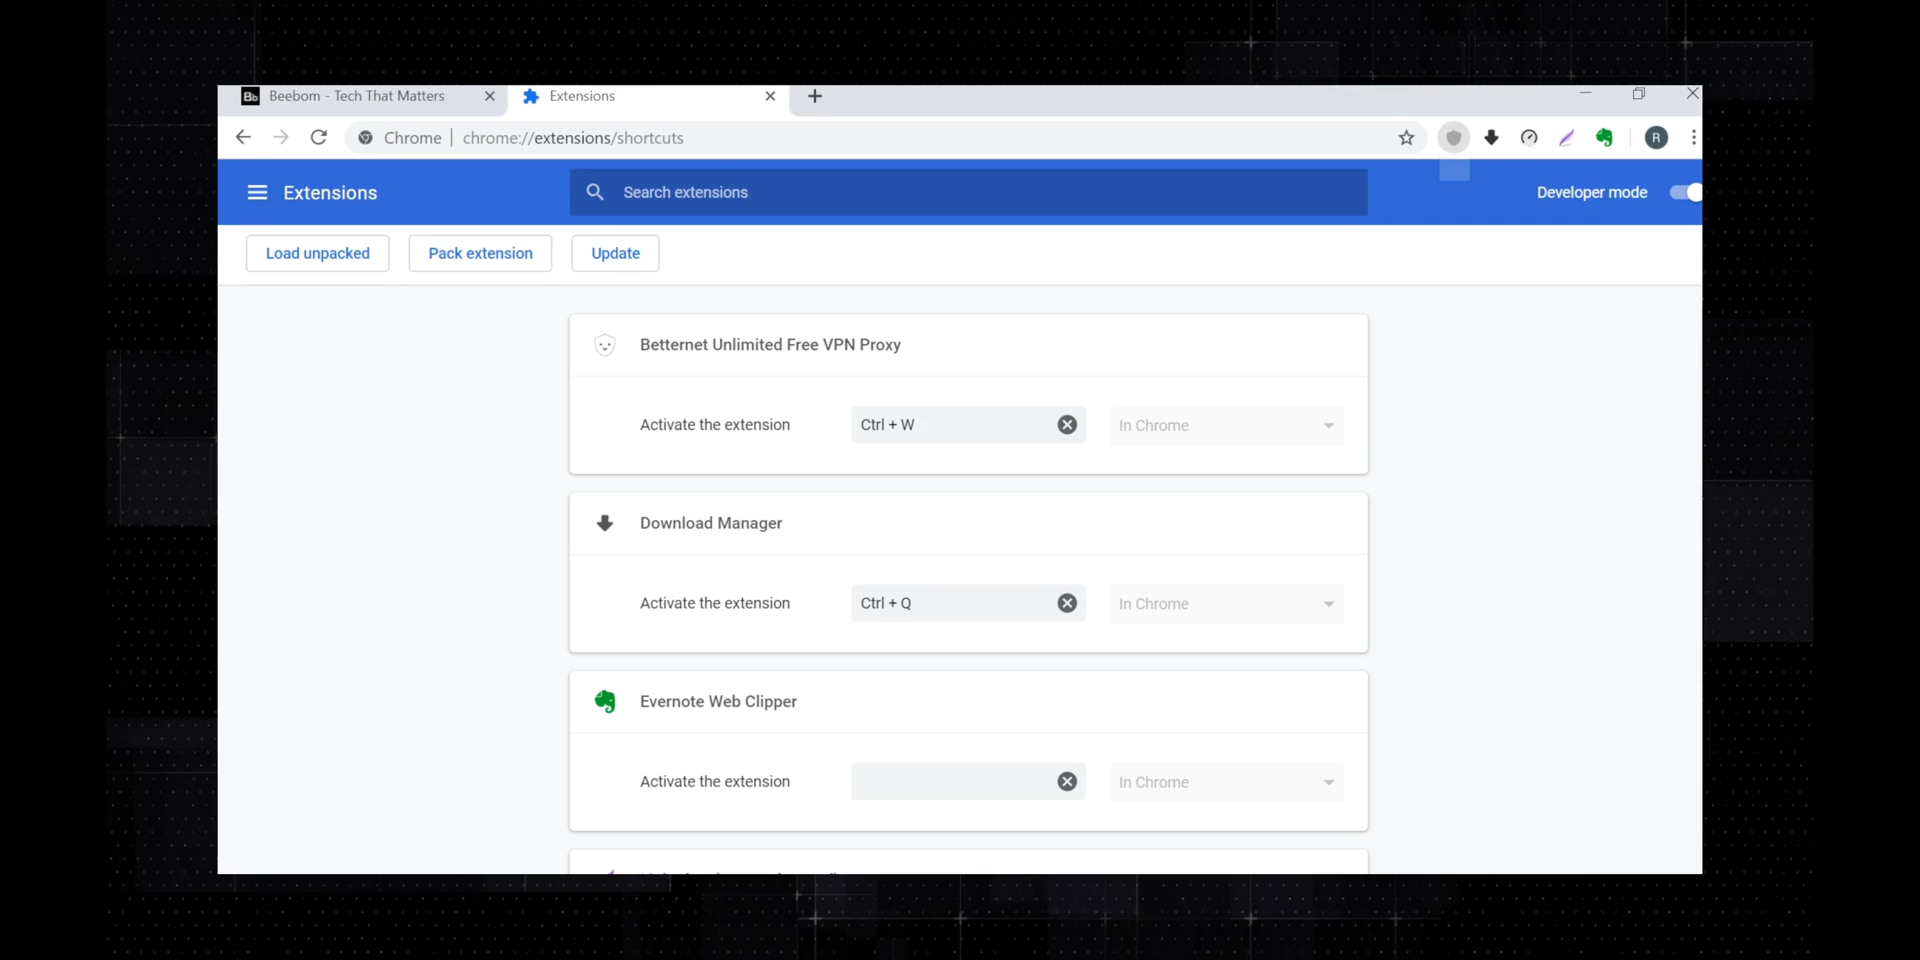 Bb Beebom - Tech That Matters
Extensions
Chrome | chrome://extensions/shortcuts
R
Extensions
Search extensions
Developer mode
Load unpacked
Pack extension
Update
Betternet Unlimited Free VPN Proxy
Activate the extension
Ctrl + W
In Chrome
Download Manager
Activate the extension
Ctrl + Q
In Chrome
Evernote Web Clipper
Activate the extension
In Chrome